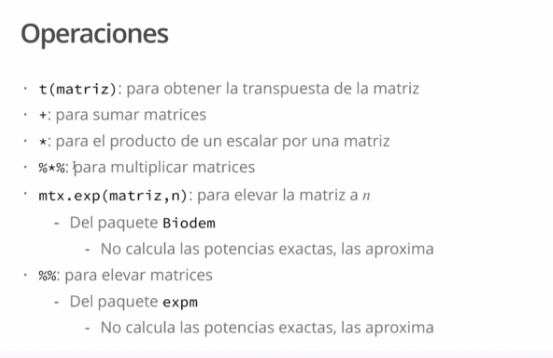 Operaciones
· t(matriz): para obtener la transpuesta de la matriz
· +: para sumar matrices
· *: para el producto de un escalar por una matriz
· %*%: para multiplicar matrices
· mtx.exp(matriz,n): para elevar la matriz a n
- Del paquete Biodem
- No calcula las potencias exactas, las aproxima
· %%: para elevar matrices
- Del paquete expm
- No calcula las potencias exactas, las aproxima